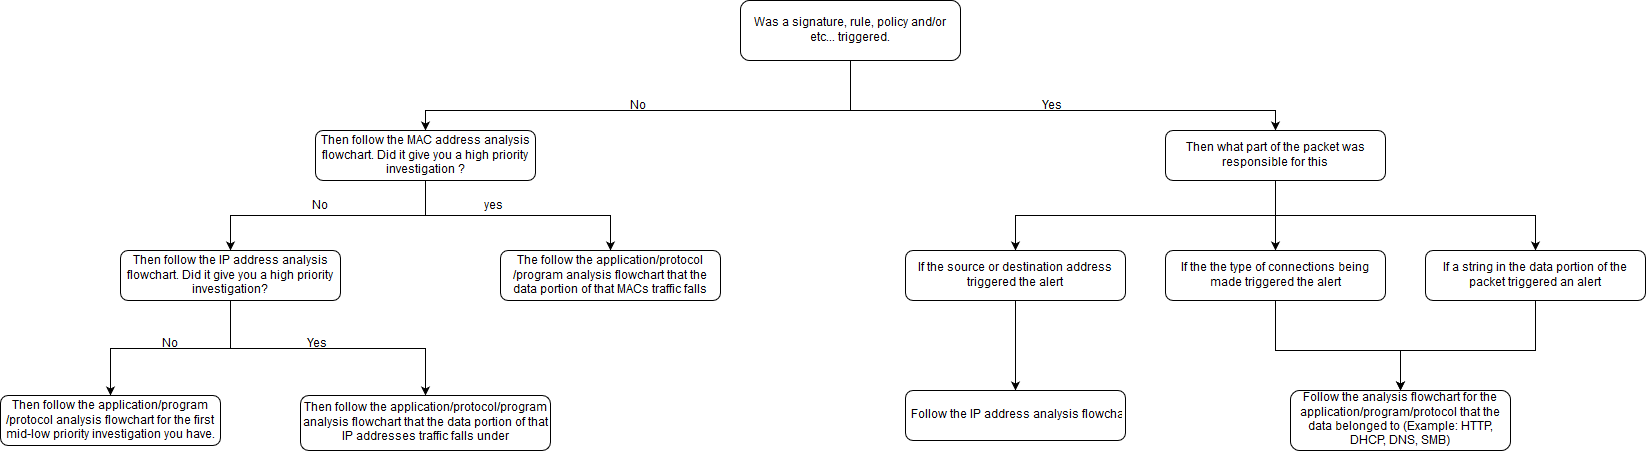 Was a signature, rule, policy and/or
etc... triggered.
No
Yes
Then follow the MAC address analysis
flowchart. Did it give you a high priority
investigation ?
Then what part of the packet was
responsible for this
No
yes
Then follow the IP address analysis
flowchart. Did it give you a high priority
investigation?
The follow the application/protocol
/program analysis flowchart that the
data portion of that MACs traffic falls
If the source or destination address
triggered the alert
If the the type of connections being
made triggered the alert
If a string in the data portion of the
packet triggered an alert
No
Yes
Then follow the application/program
/protocol analysis flowchart for the first
mid-low priority investigation you have.
Then follow the application/protocol/program
analysis flowchart that the data portion of that
IP addresses traffic falls under
Follow the IP address analysis flowcha
Follow the analysis flowchart for the
application/program/protocol that the
data belonged to (Example: HTTP,
DHCP, DNS, SMB)